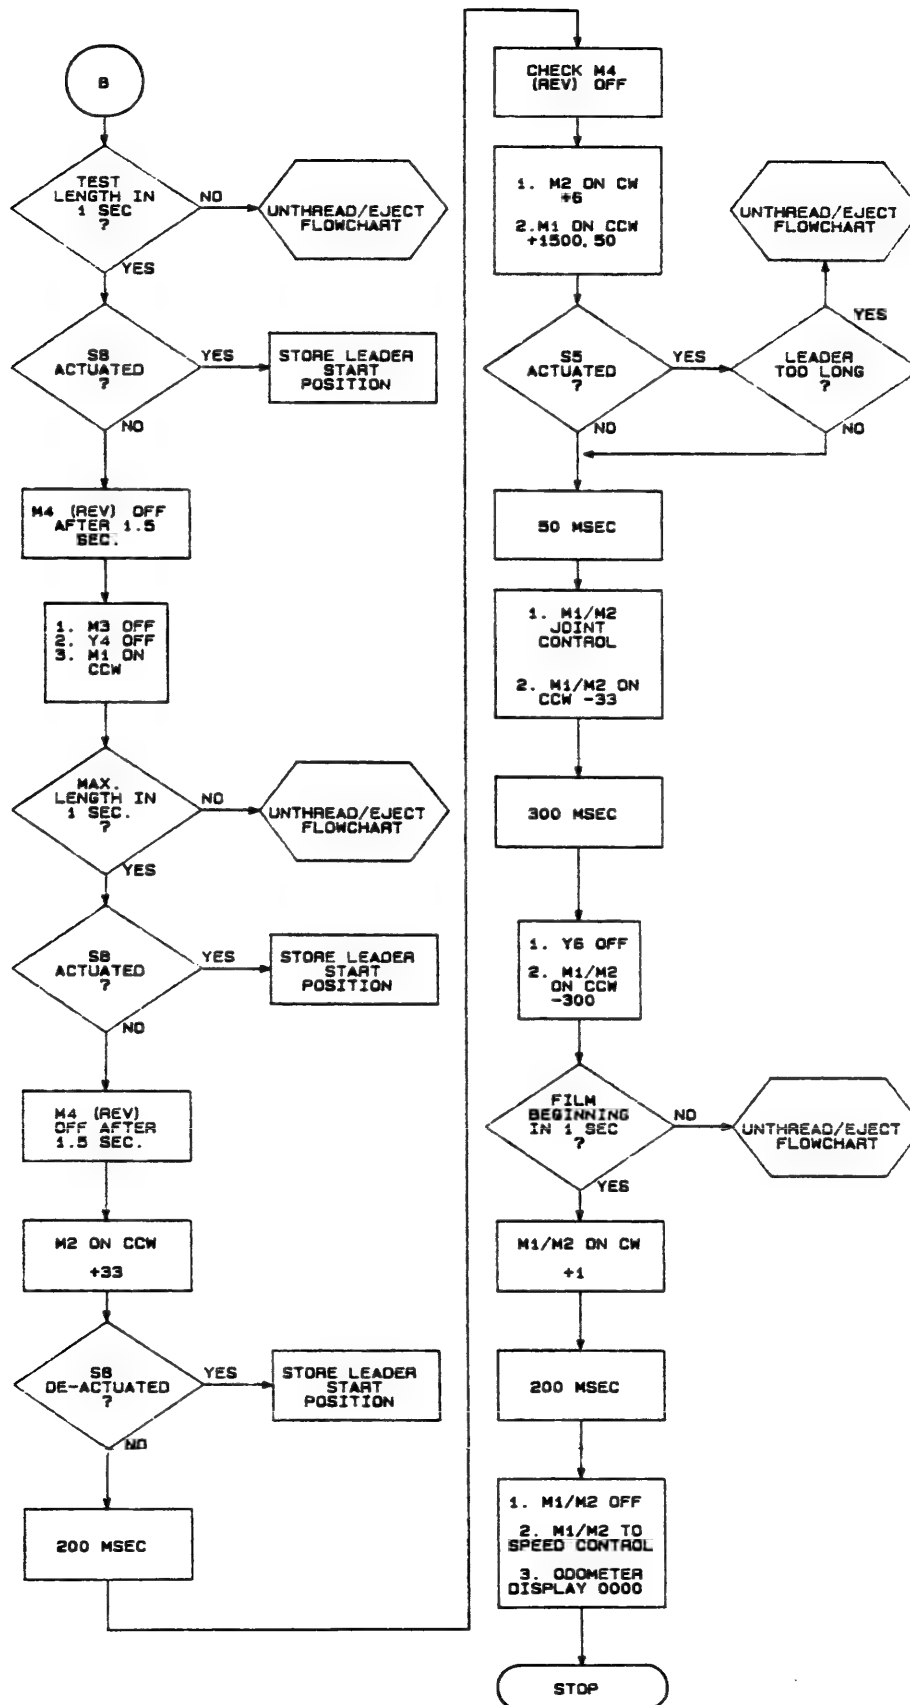 B
TEST
LENGTH IN
1 SEC
?
NO
UNTHREAD/EJECT
FLOWCHART
YES
S8
ACTUATED
?
YES
STORE LEADER
START
POSITION
NO
M4 (REV) OFF
AFTER 1.5
SEC.
1. M3 OFF
2. Y4 OFF
3. M1 ON
CCW
MAX.
LENGTH IN
1 SEC.
?
NO
UNTHREAD/EJECT
FLOWCHART
YES
S8
ACTUATED
?
YES
STORE LEADER
START
POSITION
NO
M4 (REV)
OFF AFTER
1.5 SEC.
M2 ON CCW
+33
S8
DE-ACTUATED
?
YES
STORE LEADER
START
POSITION
NO
200 MSEC
CHECK M4
(REV) OFF
1. M2 ON CW
+6
2.M1 ON CCW
+1500,50
S5
ACTUATED
?
YES
LEADER
TOO LONG
?
YES
UNTHREAD/EJECT
FLOWCHART
NO
NO
50 MSEC
1. M1/M2
JOINT
CONTROL
2. M1/M2 ON
CCW -33
300 MSEC
1. Y6 OFF
2. M1/M2
ON CCW
-300
FILM
BEGINNING
IN 1 SEC
?
NO
UNTHREAD/EJECT
FLOWCHART
YES
M1/M2 ON CW
+1
200 MSEC
1. M1/M2 OFF
2. M1/M2 TO
SPEED CONTROL
3. ODOMETER
DISPLAY 0000
STOP